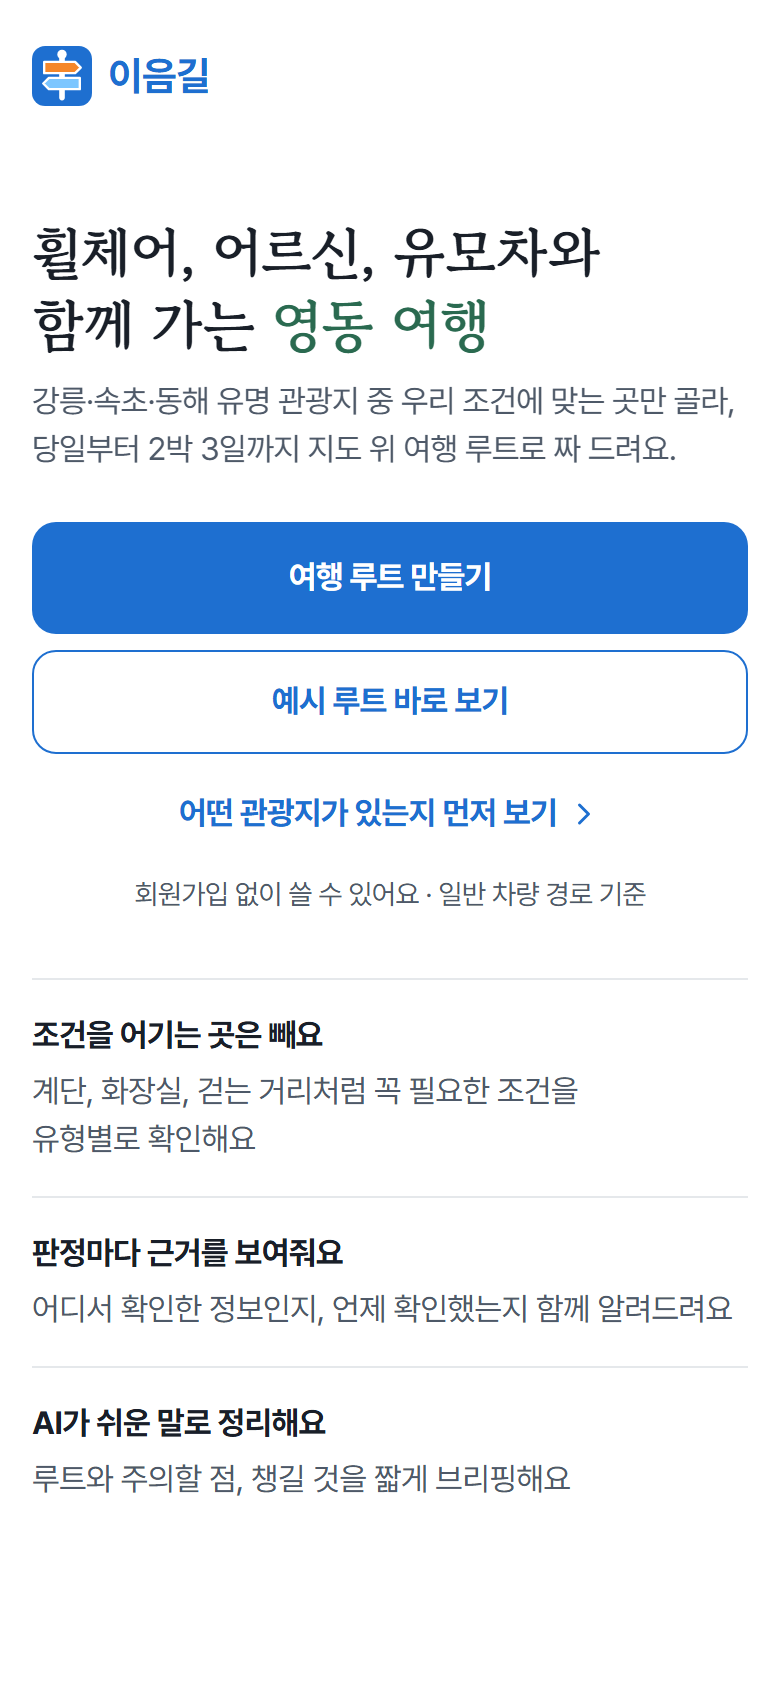 이음길
휠체어, 어르신, 유모차와
함께 가는 영동 여행
강릉·속초·동해 유명 관광지 중 우리 조건에 맞는 곳만 골라,
당일부터 2박 3일까지 지도 위 여행 루트로 짜 드려요.
여행 루트 만들기
예시 루트 바로 보기
어떤 관광지가 있는지 먼저 보기
회원가입 없이 쓸 수 있어요 · 일반 차량 경로 기준
조건을 어기는 곳은 빼요
계단, 화장실, 걷는 거리처럼 꼭 필요한 조건을
유형별로 확인해요
판정마다 근거를 보여줘요
어디서 확인한 정보인지, 언제 확인했는지 함께 알려드려요
AI가 쉬운 말로 정리해요
루트와 주의할 점, 챙길 것을 짧게 브리핑해요